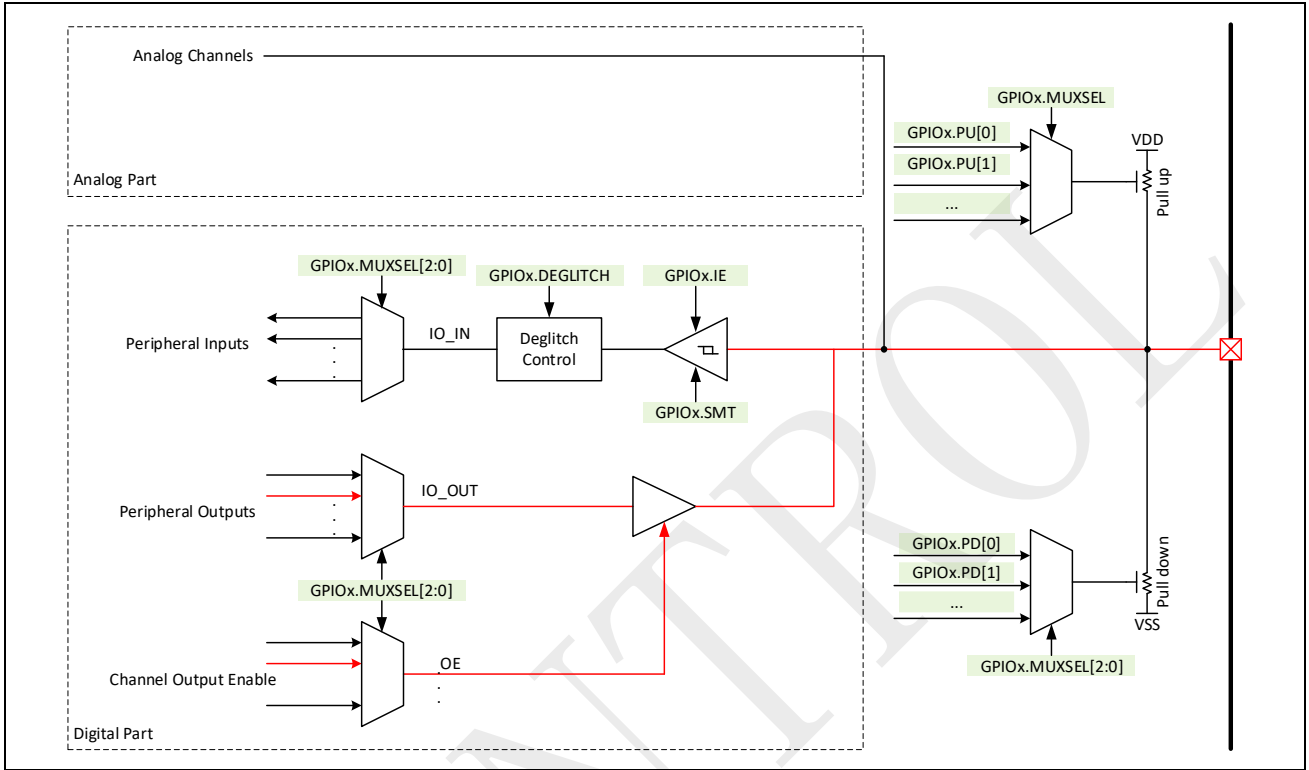 Analog Channels
Analog Part
GPIOx.MUXSEL
GPIOx.PU[0]
GPIOx.PU[1]
...
VDD
Pull up
GPIOx.MUXSEL[2:0]
GPIOx.DEGLITCH
GPIOx.IE
Peripheral Inputs
IO_IN
Deglitch
Control
GPIOx.SMT
Peripheral Outputs
IO_OUT
GPIOx.MUXSEL[2:0]
Channel Output Enable
OE
Digital Part
GPIOx.PD[0]
GPIOx.PD[1]
...
Pull down
VSS
GPIOx.MUXSEL[2:0]
NTROL